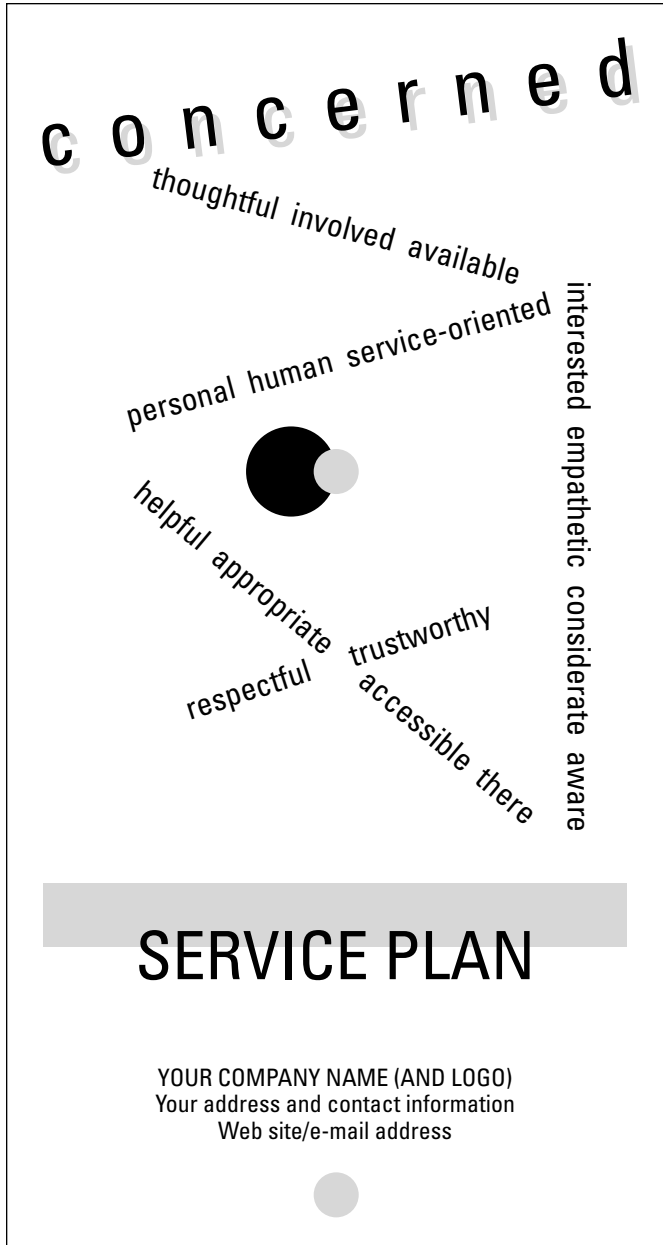 concerned
thoughtful involved available
personal human service-oriented
interested empathetic considerate aware
helpful appropriate accessible there
respectful trustworthy
SERVICE PLAN
YOUR COMPANY NAME (AND LOGO)
Your address and contact information
Web site/e-mail address